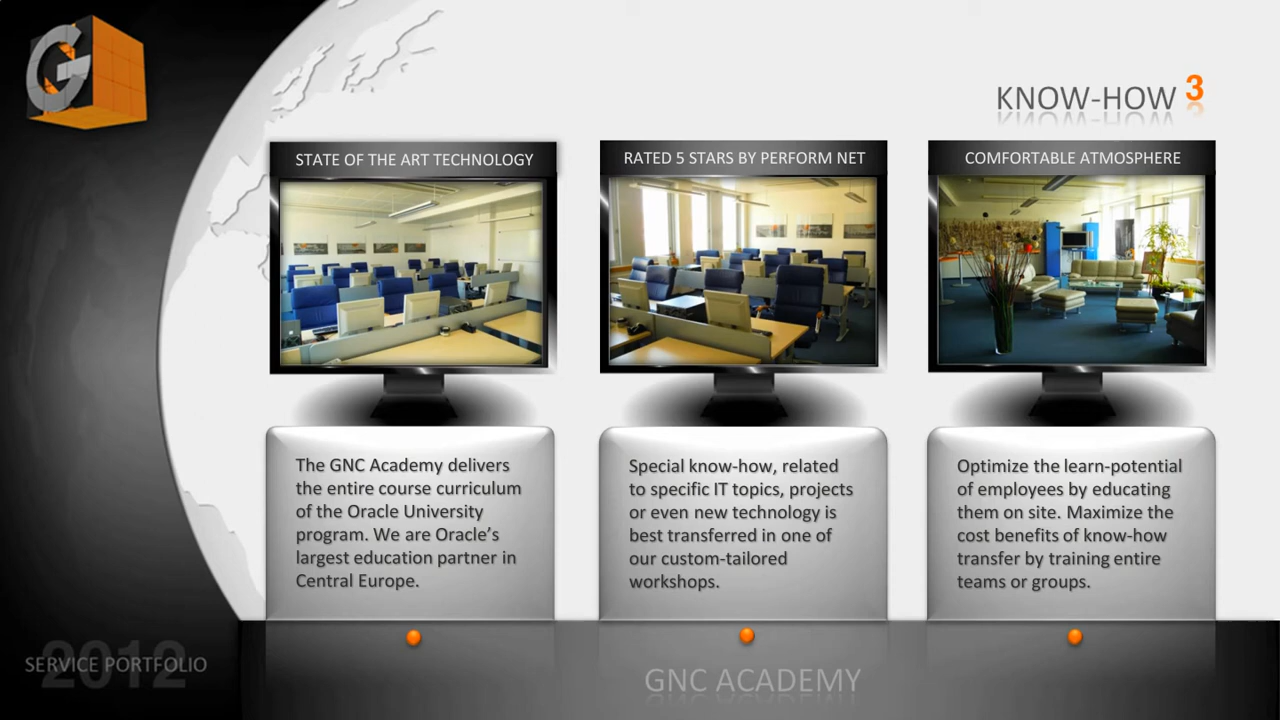 G
KNOW-HOW 3
STATE OF THE ART TECHNOLOGY
The GNC Academy delivers
the entire course curriculum
of the Oracle University
program. We are Oracle's
largest education partner in
Central Europe.
RATED 5 STARS BY PERFORM NET
Special know-how, related
to specific IT topics, projects
or even new technology is
best transferred in one of
our custom-tailored
workshops.
COMFORTABLE ATMOSPHERE
Optimize the learn-potential
of employees by educating
them on site. Maximize the
cost benefits of know-how
transfer by training entire
teams or groups.
2012
SERVICE PORTFOLIO
GNC ACADEMY